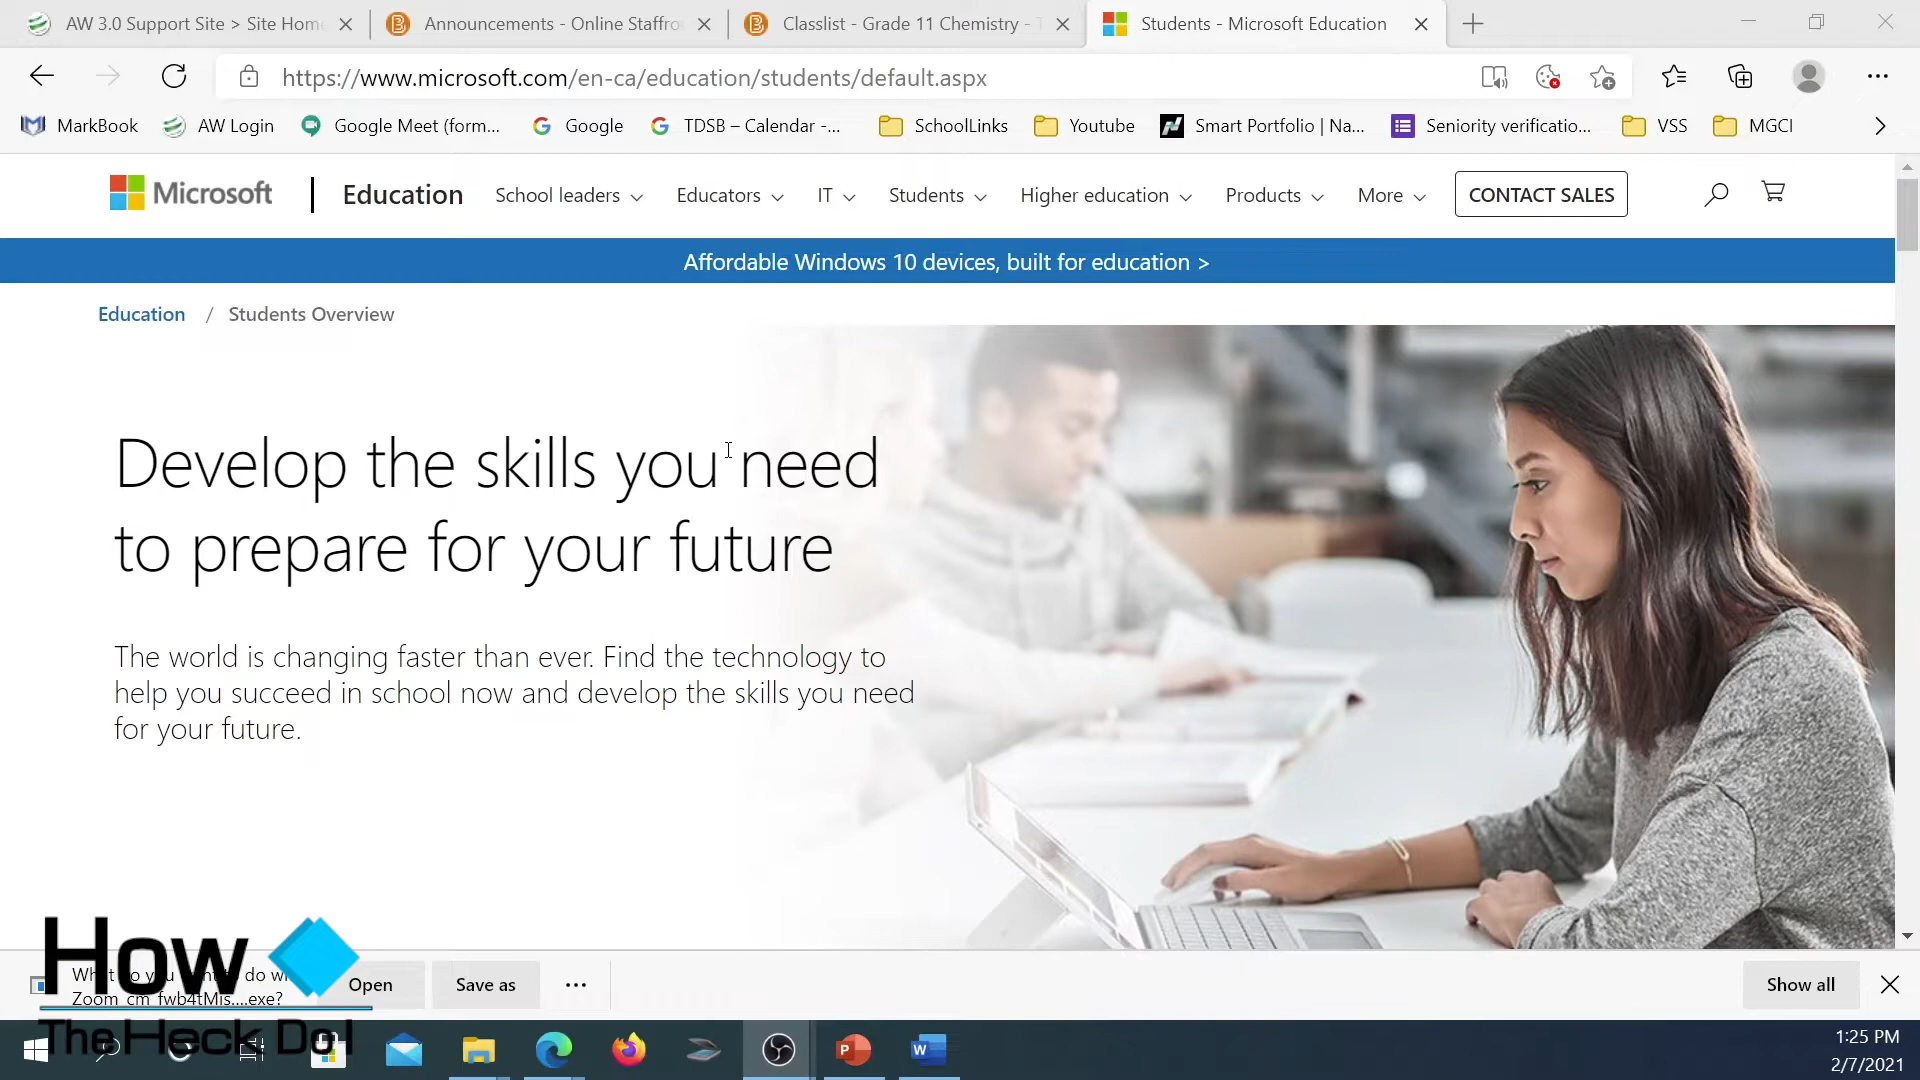 AW 3.0 Support Site > Site Home
Announcements - Online Staffro
Classlist - Grade 11 Chemistry -
Students - Microsoft Education
https://www.microsoft.com/en-ca/education/students/default.aspx
MarkBook
AW Login
Google Meet (form...
Google
TDSB – Calendar -...
SchoolLinks
Youtube
Smart Portfolio | Na...
Seniority verificatio...
VSS
MGCI
Microsoft
Education
School leaders
Educators
IT
Students
Higher education
Products
More
CONTACT SALES
Affordable Windows 10 devices, built for education >
Education / Students Overview
Develop the skills you need
to prepare for your future
The world is changing faster than ever. Find the technology to
help you succeed in school now and develop the skills you need
for your future.
How
The Heck Do I
Open
Save as
Show all
1:25 PM
2/7/2021